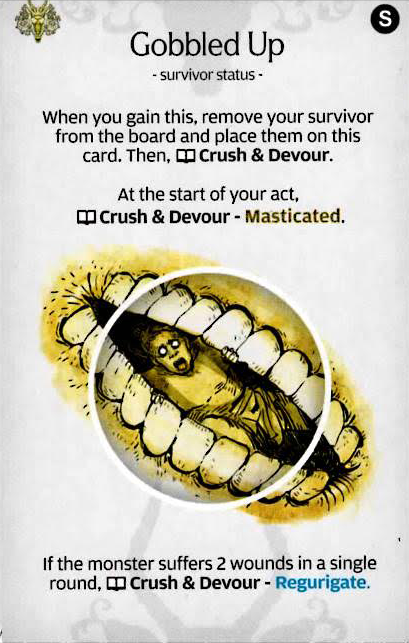 S
Gobbled Up
- survivor status -
When you gain this, remove your survivor
from the board and place them on this
card. Then, Crush & Devour.
At the start of your act,
Crush & Devour - Masticated.
If the monster suffers 2 wounds in a single
round, Crush & Devour - Regurigate.